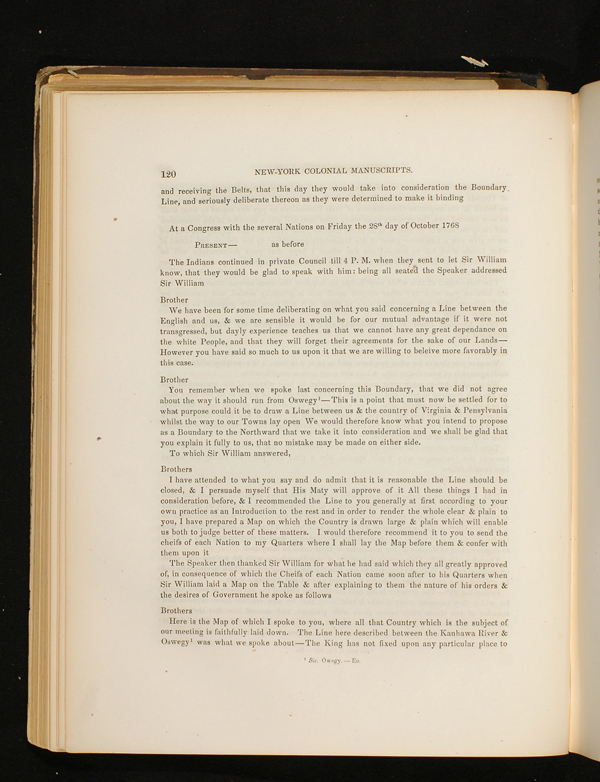 120 NEW-YORK COLONIAL MANUSCRIPTS.
and receiving the Belts, that this day they would take into consideration the Boundary
Line, and seriously deliberate thereon as they were determined to make it binding
At a Congress with the several Nations on Friday the 28th day of October 1768
PRESENT— as before
The Indians continued in private Council till 4 P. M. when they sent to let Sir William
know, that they would be glad to speak with him: being all seated the Speaker addressed
Sir William
Brother
We have been for some time deliberating on what you said concerning a Line between the
English and us, & we are sensible it would be for our mutual advantage if it were not
transgressed, but dayly experience teaches us that we cannot have any great dependance on
the white People, and that they will forget their agreements for the sake of our Lands—
However you have said so much to us upon it that we are willing to beleive more favorably in
this case.
Brother
You remember when we spoke last concerning this Boundary, that we did not agree
about the way it should run from Oswegy¹—This is a point that must now be settled for to
what purpose could it be to draw a Line between us & the country of Virginia & Pensylvania
whilst the way to our Towns lay open We would therefore know what you intend to propose
as a Boundary to the Northward that we take it into consideration and we shall be glad that
you explain it fully to us, that no mistake may be made on either side.
To which Sir William answered,
Brothers
I have attended to what you say and do admit that it is reasonable the Line should be
closed, & I persuade myself that His Maty will approve of it All these things I had in
consideration before, & I recommended the Line to you generally at first according to your
own practice as an Introduction to the rest and in order to render the whole clear & plain to
you, I have prepared a Map on which the Country is drawn large & plain which will enable
us both to judge better of these matters. I would therefore recommend it to you to send the
cheifs of each Nation to my Quarters where I shall lay the Map before them & confer with
them upon it
The Speaker then thanked Sir William for what he had said which they all greatly approved
of, in consequence of which the Cheifs of each Nation came soon after to his Quarters when
Sir William laid a Map on the Table & after explaining to them the nature of his orders &
the desires of Government he spoke as follows
Brothers
Here is the Map of which I spoke to you, where all that Country which is the subject of
our meeting is faithfully laid down. The Line here described between the Kanhawa River &
Oswegy¹ was what we spoke about—The King has not fixed upon any particular place to
¹ Sic. Owegy.—ED.